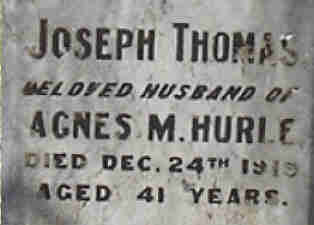 JOSEPH THOMAS
BELOVED HUSBAND OF
AGNES M. HURLE
DIED DEC. 24TH 1919
AGED 41 YEARS.